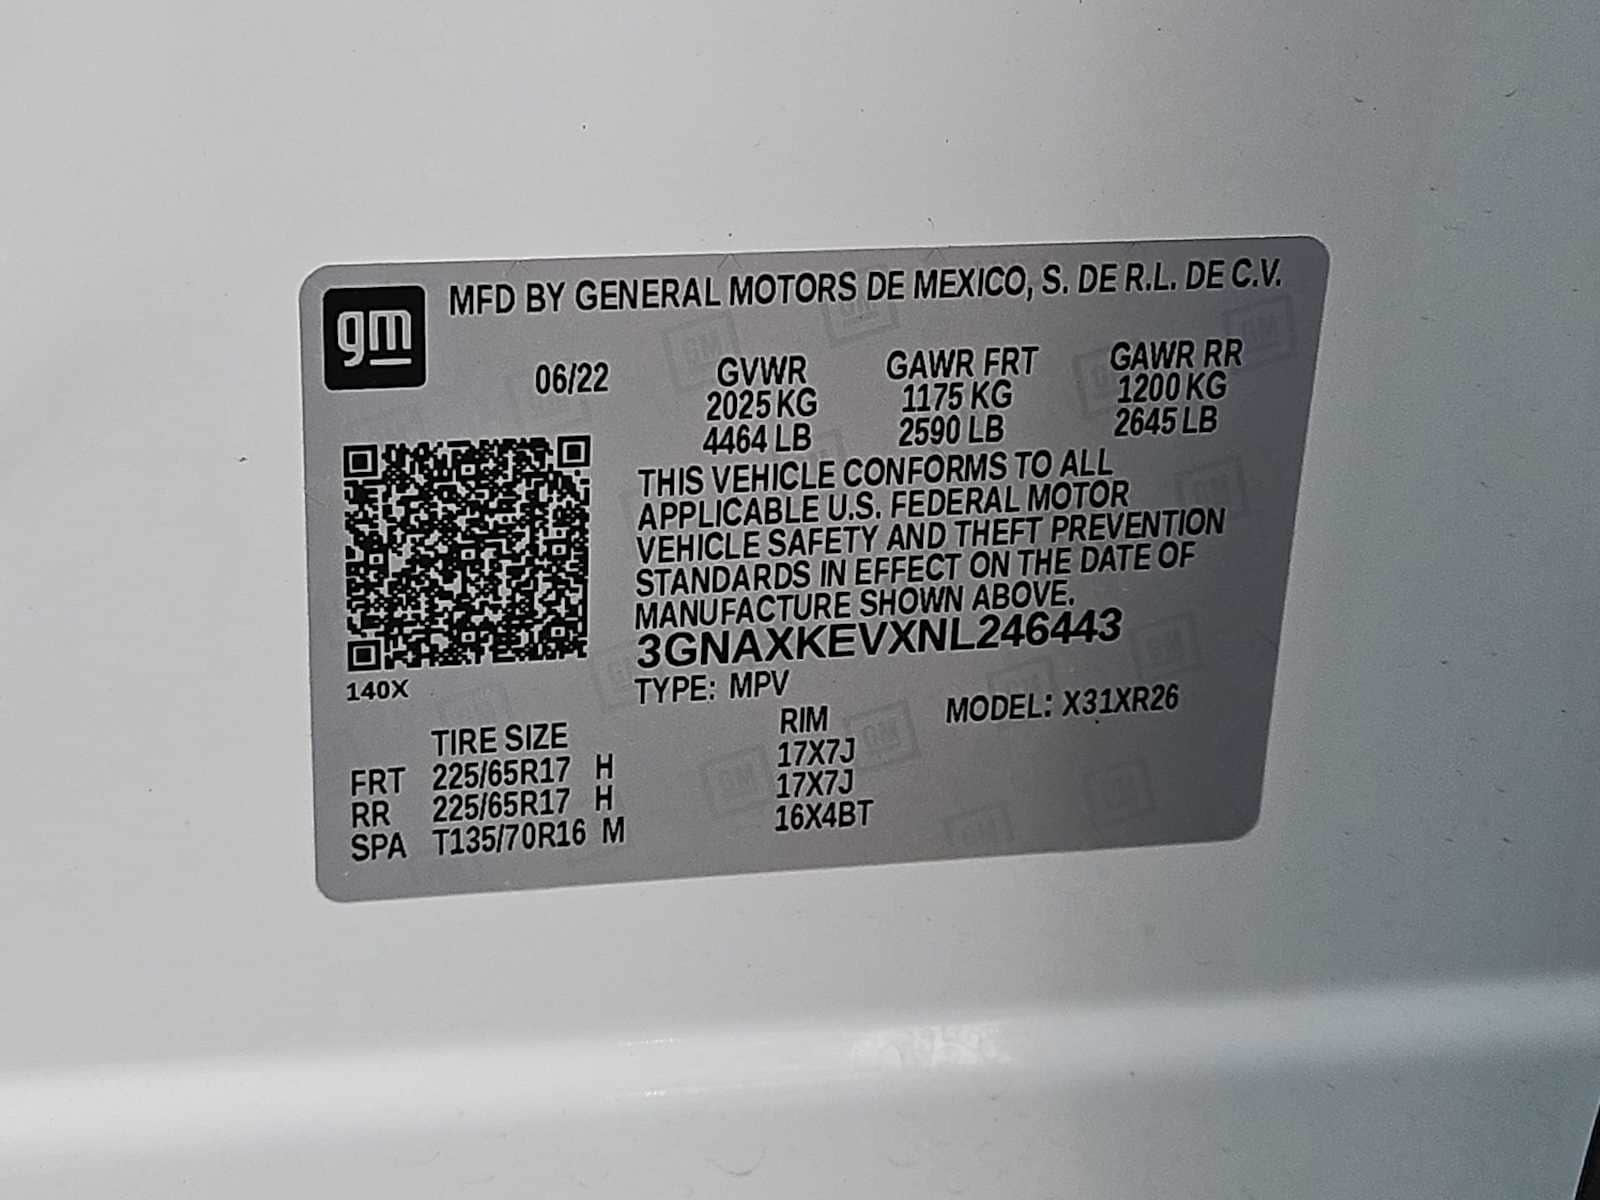 gm
MFD BY GENERAL MOTORS DE MEXICO, S. DE R.L. DE C.V.
06/22 GVWR GAWR FRT GAWR RR
2025 KG 1175 KG 1200 KG
4464 LB 2590 LB 2645 LB
THIS VEHICLE CONFORMS TO ALL
APPLICABLE U.S. FEDERAL MOTOR
VEHICLE SAFETY AND THEFT PREVENTION
STANDARDS IN EFFECT ON THE DATE OF
MANUFACTURE SHOWN ABOVE.
3GNAXKEVXNL246443
140X
TYPE: MPV
TIRE SIZE RIM MODEL: X31XR26
FRT 225/65R17 H 17X7J
RR 225/65R17 H 17X7J
SPA T135/70R16 M 16X4BT